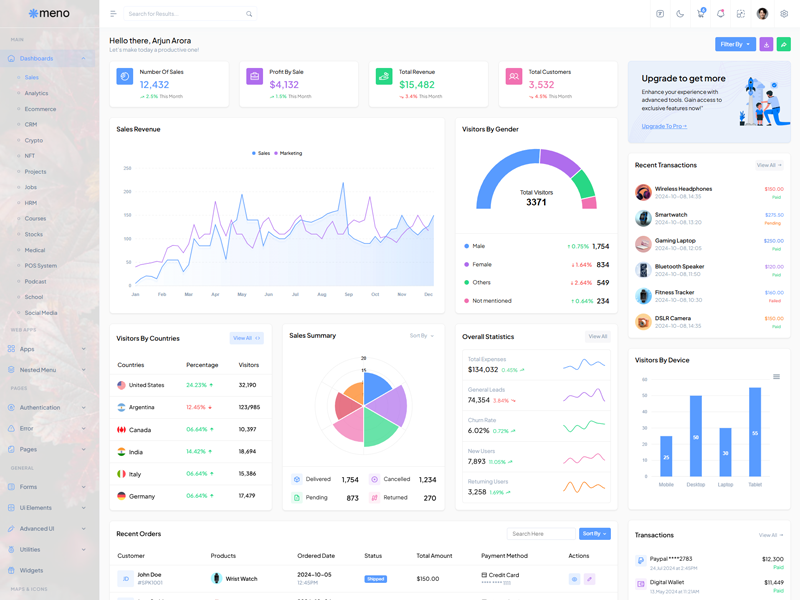 meno
Search for Results...
MAIN
Dashboards
Sales
Analytics
Ecommerce
CRM
Crypto
NFT
Projects
Jobs
HRM
Courses
Stocks
Medical
POS System
Podcast
School
Social Media
WEB APPS
Apps
Nested Menu
PAGES
Authentication
Error
Pages
GENERAL
Forms
UI Elements
Advanced UI
Utilities
Widgets
MAPS & ICONS
Hello there, Arjun Arora
Let's make today a productive one!
Filter By
Number Of Sales
12,432
2.5% This Month
Profit By Sale
$4,132
1.5% This Month
Total Revenue
$15,482
3.4% This Month
Total Customers
3,532
4.5% This Month
Upgrade to get more
Enhance your experience with
advanced tools. Gain access to
exclusive features now!"
Upgrade To Pro →
Sales Revenue
Sales Marketing
250
200
150
100
50
0
Jan Feb Mar Apr May Jun Jul Aug Sep Oct Nov Dec
Visitors By Gender
Total Visitors
3371
Male ↑ 0.75% 1,754
Female ↓ 1.64% 834
Others ↓ 2.64% 549
Not mentioned ↑ 0.64% 234
Recent Transactions
View All →
Wireless Headphones $150.00
2024-10-08, 14:35 Paid
Smartwatch $275.50
2024-10-08, 13:20 Pending
Gaming Laptop $250.00
2024-10-08, 12:05 Paid
Bluetooth Speaker $120.00
2024-10-08, 11:50 Paid
Fitness Tracker $160.00
2024-10-08, 10:30 Failed
DSLR Camera $150.00
2024-10-08, 14:35 Paid
Visitors By Countries
View All
Countries Percentage Visitors
United States 24.23% 32,190
Argentina 12.45% 123/985
Canada 06.64% 10,397
India 14.42% 18,694
Italy 06.64% 15,386
Germany 06.64% 17,479
Sales Summary
Sort By
20
15
Delivered 1,754
Cancelled 1,234
Pending 873
Returned 270
Overall Statistics
View All
Total Expenses
$134,032 0.45%
General Leads
74,354 3.84%
Churn Rate
6.02% 0.72%
New Users
7,893 11.05%
Returning Users
3,258 1.69%
Visitors By Device
60
50
40
30
20
10
0
25
50
30
55
Mobile Desktop Laptop Tablet
Recent Orders
Search Here
Sort By
Customer Products Ordered Date Status Total Amount Payment Method Actions
JD
John Doe
#SPK1001
Wrist Watch
2024-10-05
12:45PM
Shipped
$150.00
Credit Card
Transactions
View All →
Paypal ****2783 $12,300
24,Jul 2024 at 2:45PM Paid
Digital Wallet $11,449
13,May 2024 at 11:21AM Paid